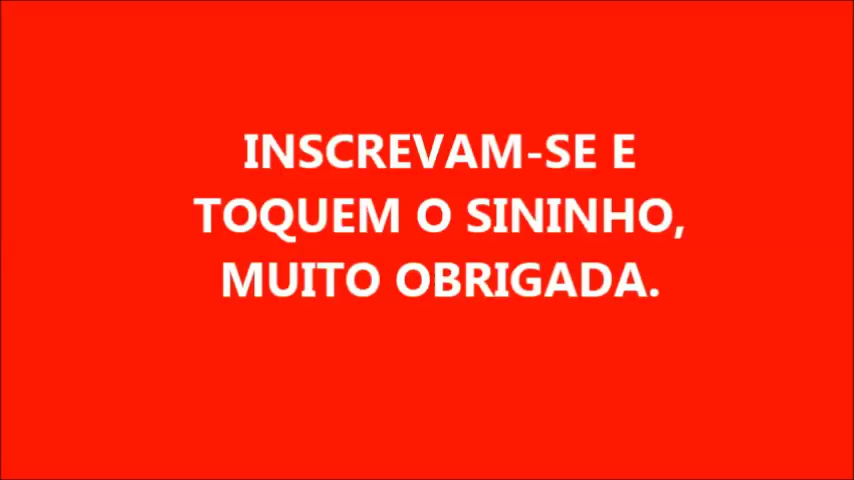 INSCREVAM-SE E
TOQUEM O SININHO,
MUITO OBRIGADA.